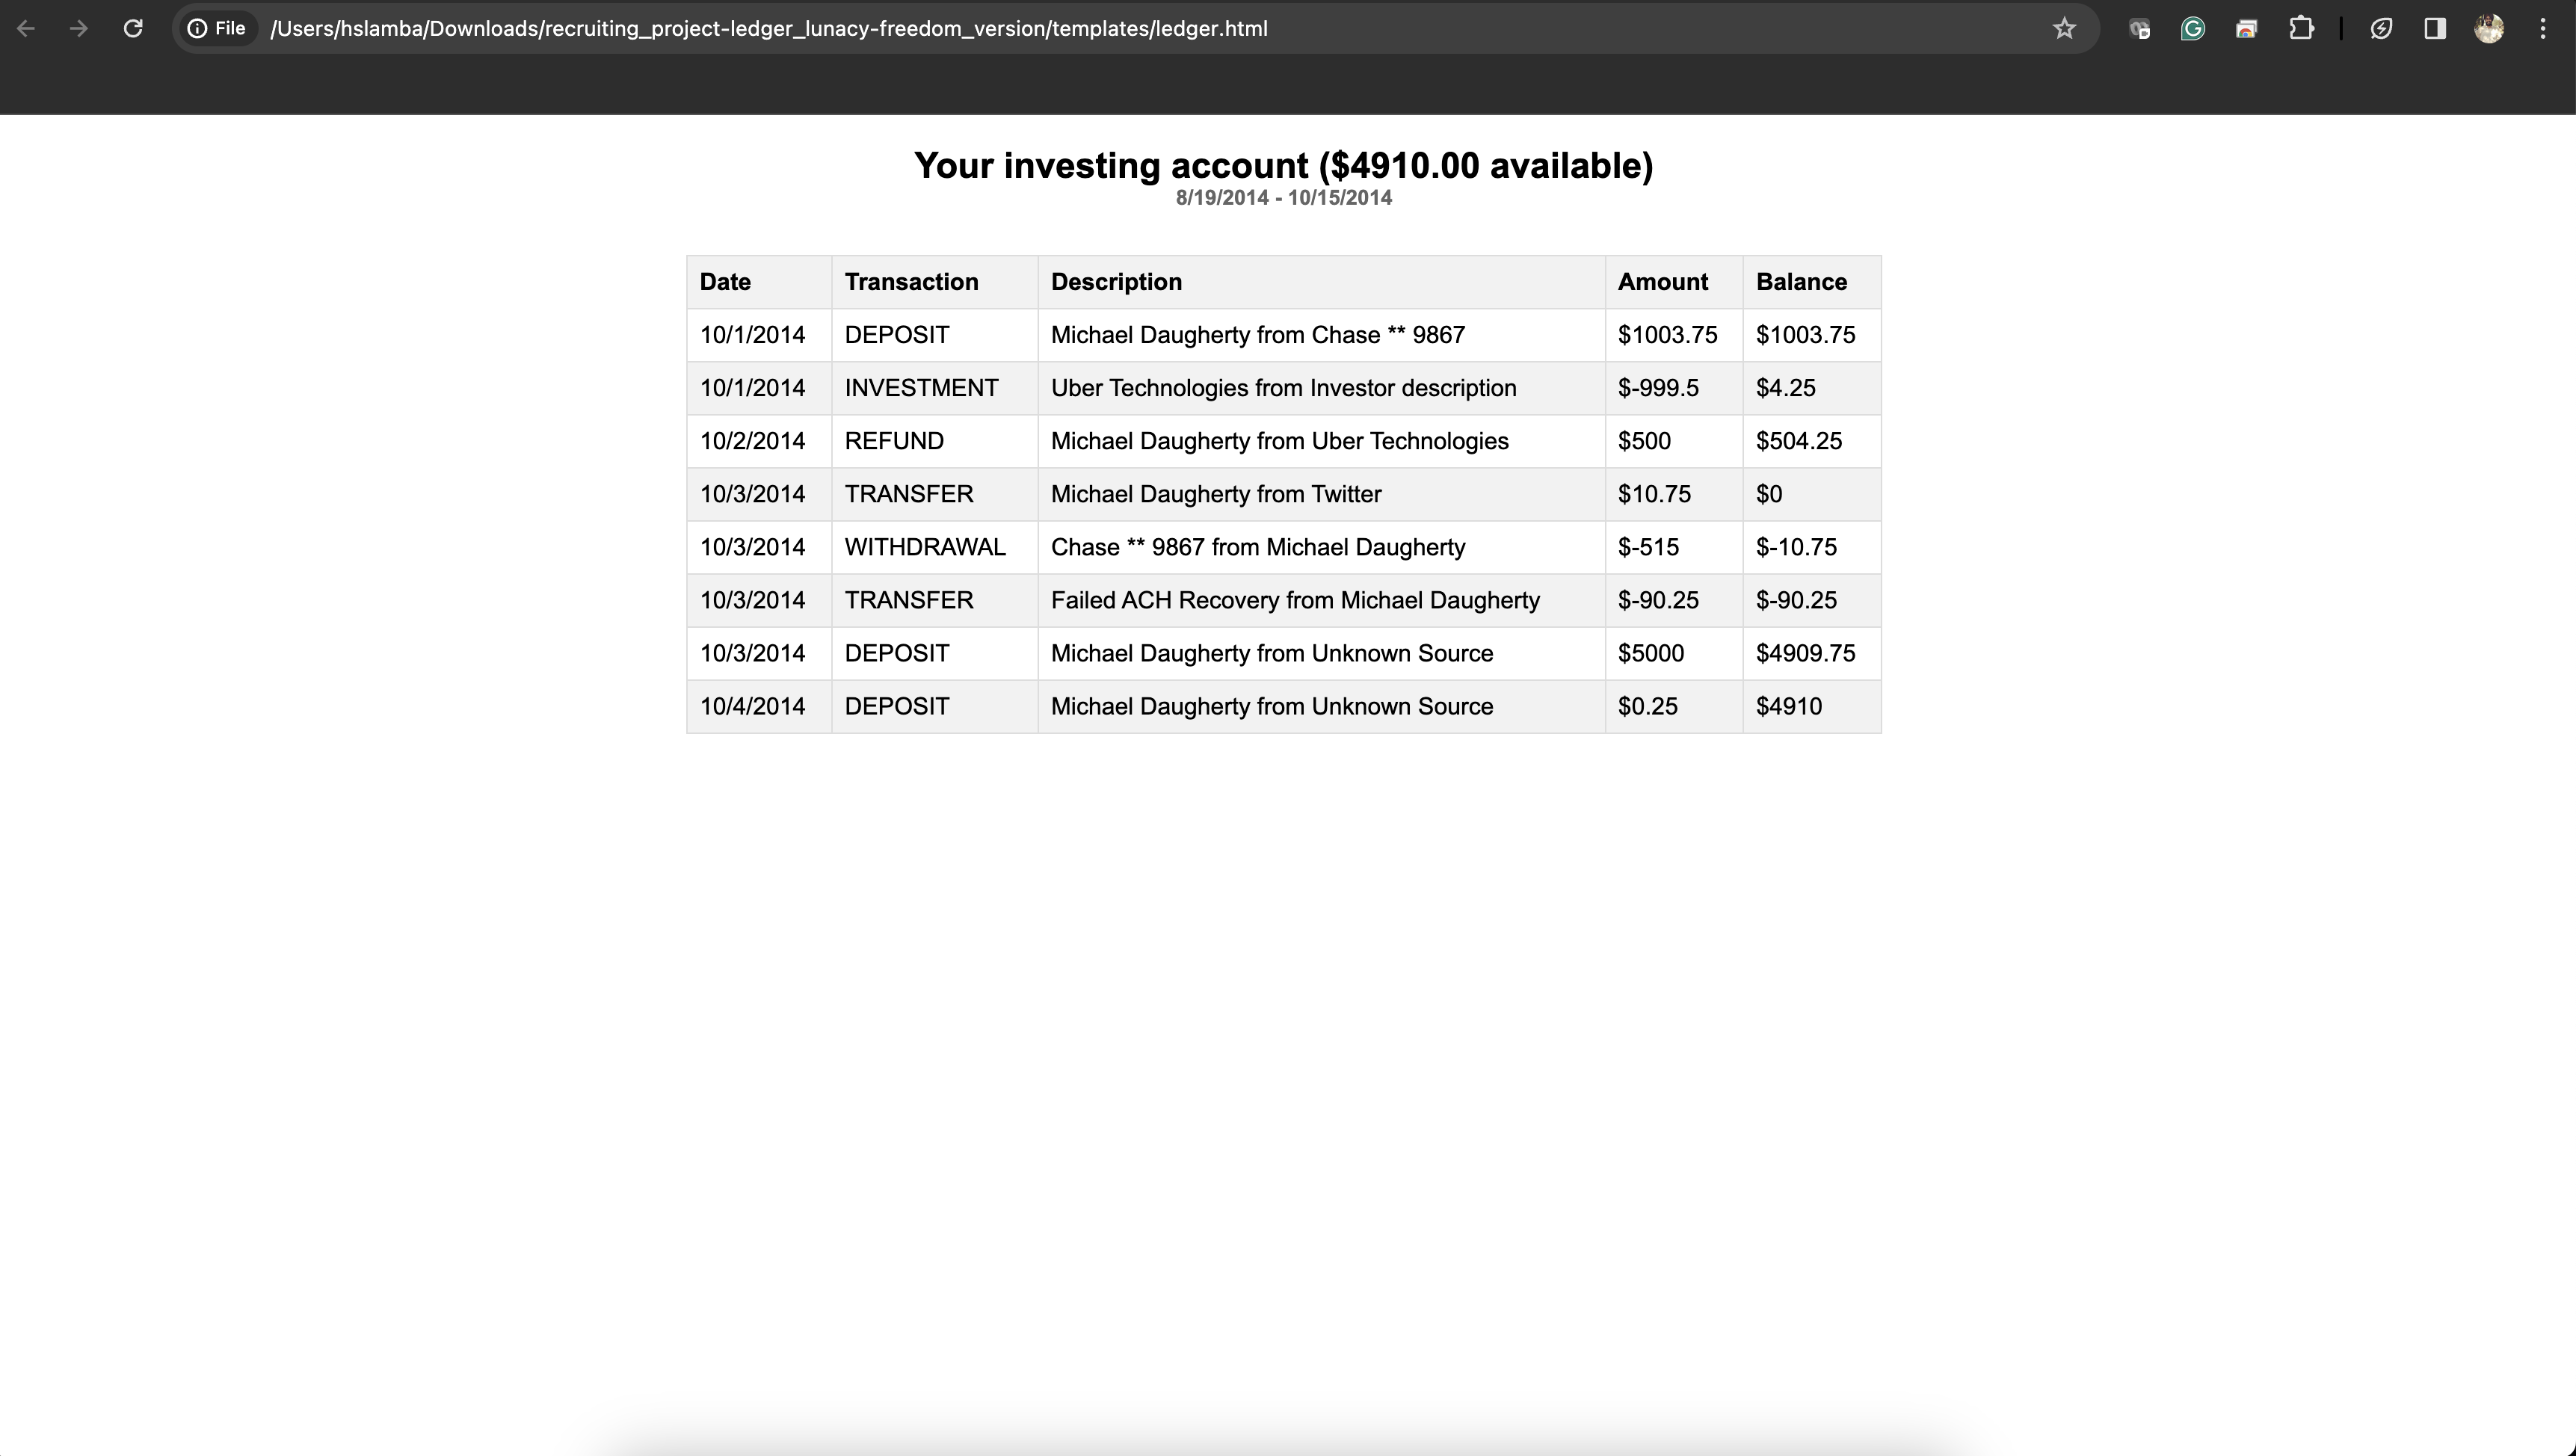 File /Users/hslamba/Downloads/recruiting_project-ledger_lunacy-freedom_version/templates/ledger.html
Your investing account ($4910.00 available)
8/19/2014 - 10/15/2014
Date Transaction Description Amount Balance
10/1/2014 DEPOSIT Michael Daugherty from Chase ** 9867 $1003.75 $1003.75
10/1/2014 INVESTMENT Uber Technologies from Investor description $-999.5 $4.25
10/2/2014 REFUND Michael Daugherty from Uber Technologies $500 $504.25
10/3/2014 TRANSFER Michael Daugherty from Twitter $10.75 $0
10/3/2014 WITHDRAWAL Chase ** 9867 from Michael Daugherty $-515 $-10.75
10/3/2014 TRANSFER Failed ACH Recovery from Michael Daugherty $-90.25 $-90.25
10/3/2014 DEPOSIT Michael Daugherty from Unknown Source $5000 $4909.75
10/4/2014 DEPOSIT Michael Daugherty from Unknown Source $0.25 $4910